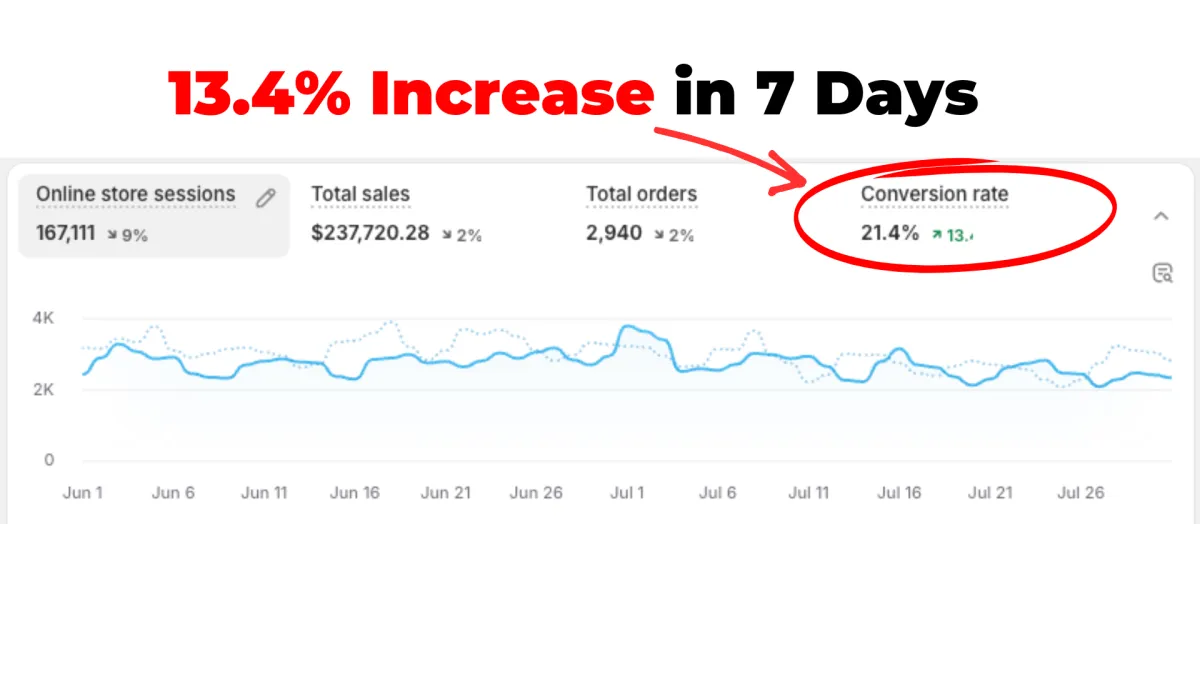 13.4% Increase in 7 Days
Online store sessions
167,111 9%
Total sales
$237,720.28 2%
Total orders
2,940 2%
Conversion rate
21.4% 13.
4K
2K
0
Jun 1 Jun 6 Jun 11 Jun 16 Jun 21 Jun 26 Jul 1 Jul 6 Jul 11 Jul 16 Jul 21 Jul 26